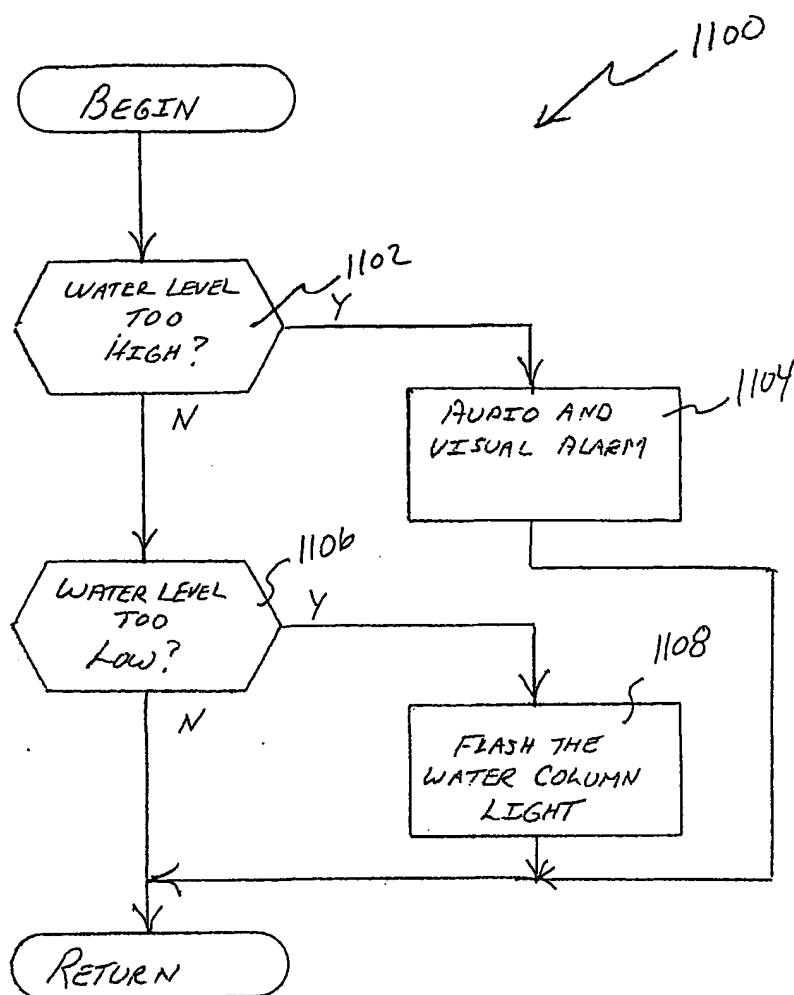 1100
BEGIN
1102
WATER LEVEL
TOO
HIGH?
Y
N
1104
AUDIO AND
VISUAL ALARM
1106
WATER LEVEL
TOO
LOW?
Y
N
1108
FLASH THE
WATER COLUMN
LIGHT
RETURN